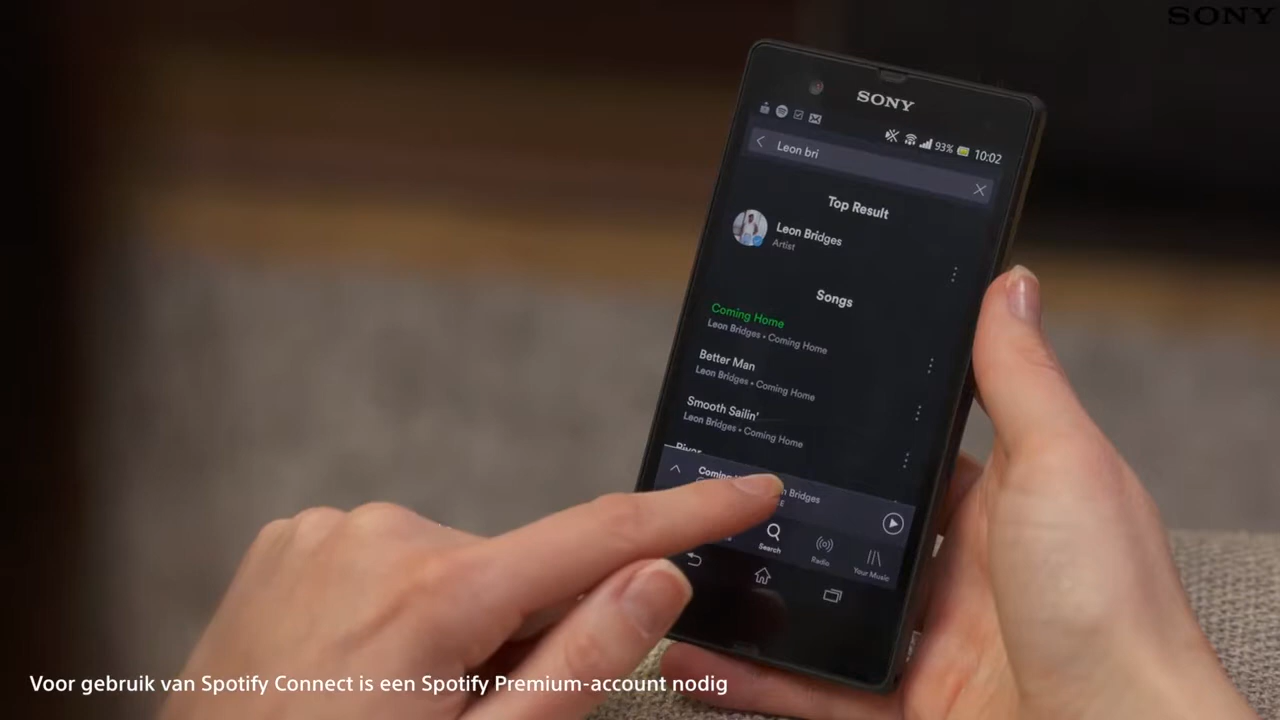 SONY
SONY
93% 10:02
Leon bri
Top Result
Leon Bridges
Artist
Songs
Coming Home
Leon Bridges • Coming Home
Better Man
Leon Bridges • Coming Home
Smooth Sailin'
Leon Bridges • Coming Home
Bridges
Search
Radio
Your Music
Voor gebruik van Spotify Connect is een Spotify Premium-account nodig